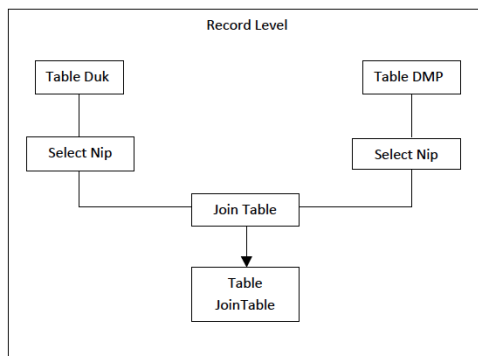 Record Level
Table Duk
Table DMP
Select Nip
Select Nip
Join Table
Table
JoinTable